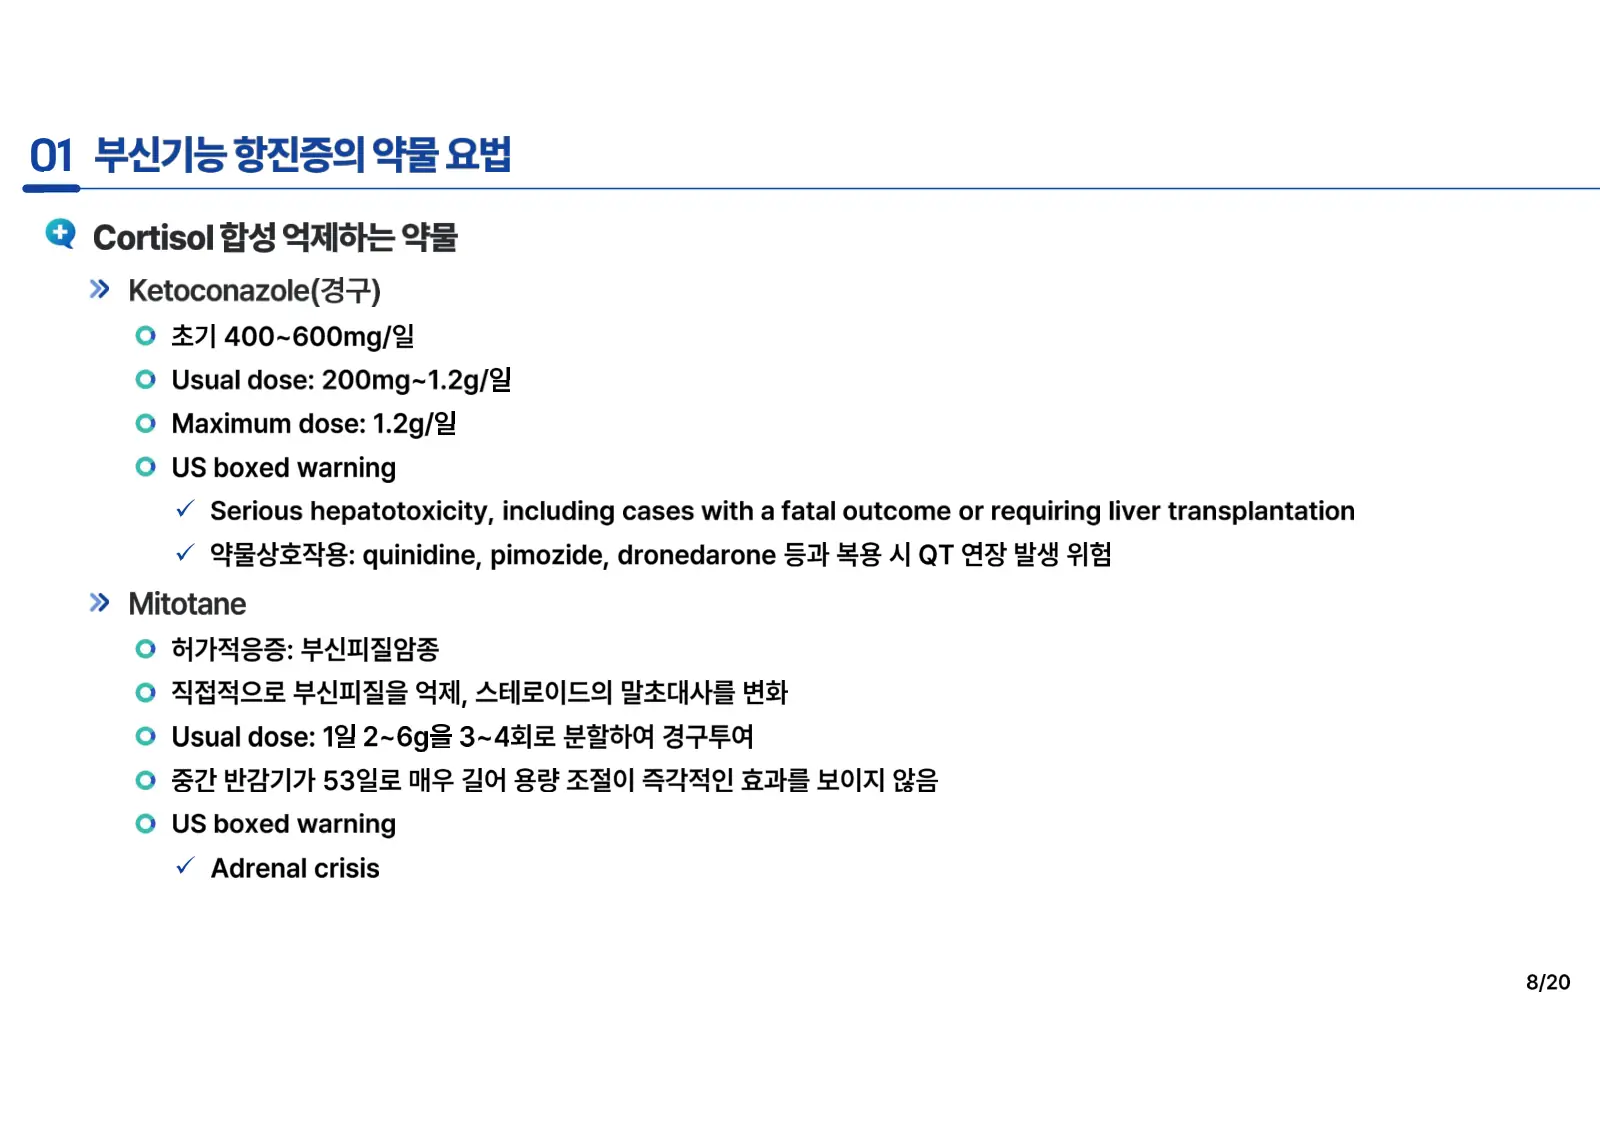 01 부신기능 항진증의 약물 요법
Cortisol 합성 억제하는 약물
Ketoconazole(경구)
초기 400~600mg/일
Usual dose: 200mg~1.2g/일
Maximum dose: 1.2g/일
US boxed warning
Serious hepatotoxicity, including cases with a fatal outcome or requiring liver transplantation
약물상호작용: quinidine, pimozide, dronedarone 등과 복용 시 QT 연장 발생 위험
Mitotane
허가적응증: 부신피질암종
직접적으로 부신피질을 억제, 스테로이드의 말초대사를 변화
Usual dose: 1일 2~6g을 3~4회로 분할하여 경구투여
중간 반감기가 53일로 매우 길어 용량 조절이 즉각적인 효과를 보이지 않음
US boxed warning
Adrenal crisis
8/20